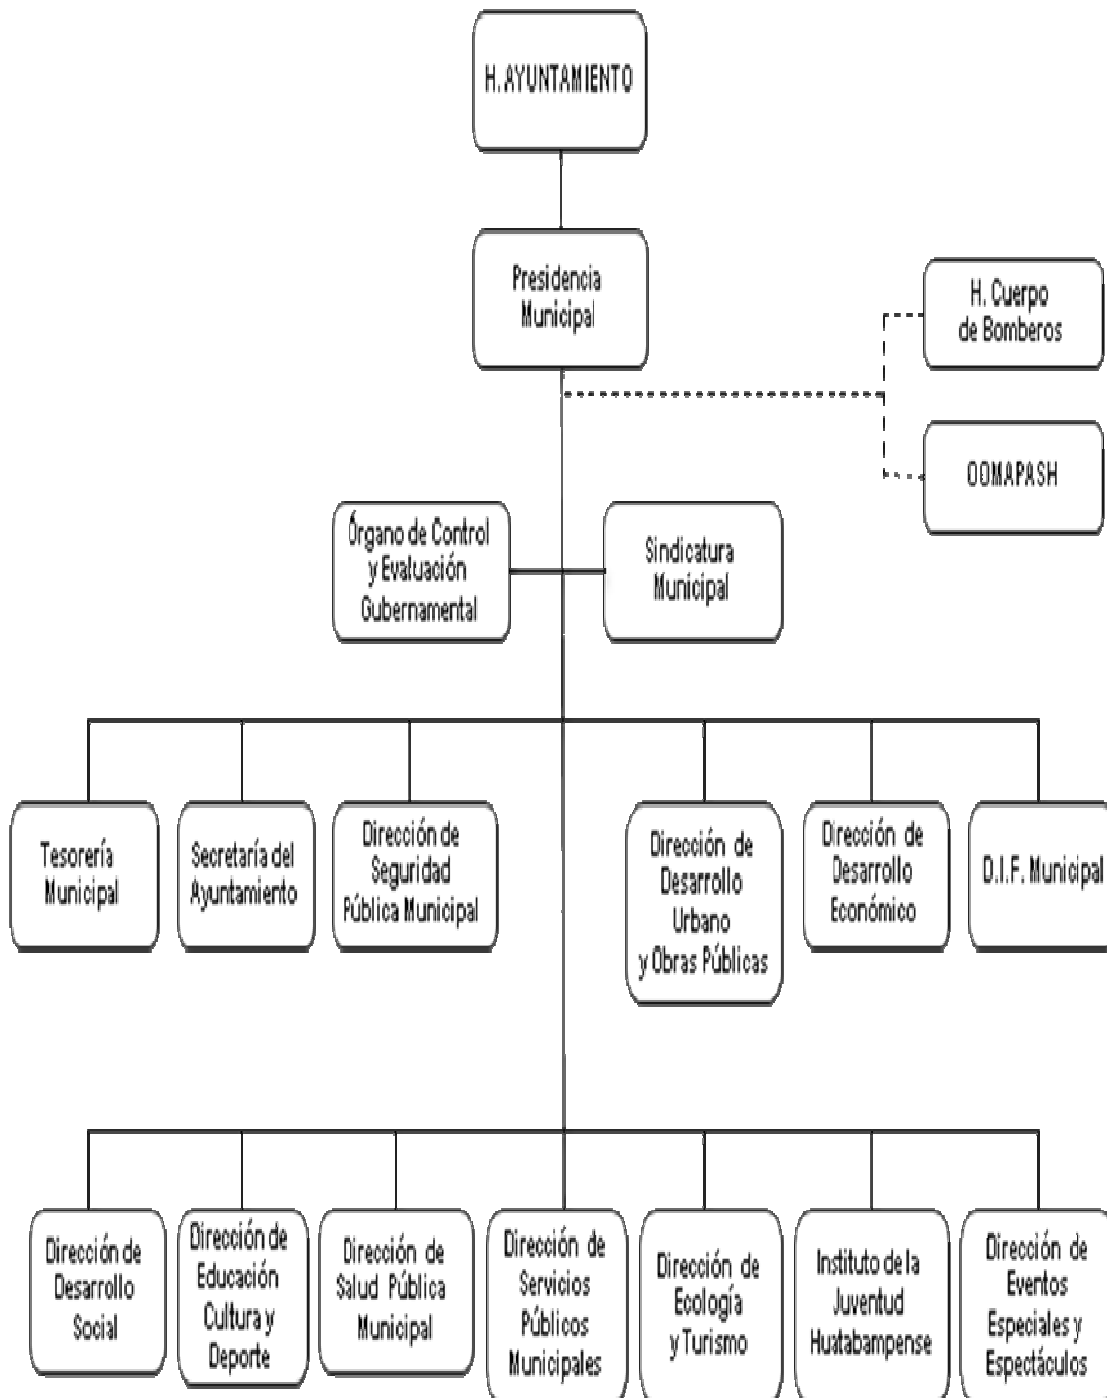 H. AYUNTAMIENTO
Presidencia
Municipal
H. Cuerpo
de Bomberos
OOMAPASH
Órgano de Control
y Evaluación
Gubernamental
Sindicatura
Municipal
Tesorería
Municipal
Secretaría del
Ayuntamiento
Dirección de
Seguridad
Pública Municipal
Dirección de
Desarrollo
Urbano
y Obras Públicas
Dirección de
Desarrollo
Económico
D.I.F. Municipal
Dirección de
Desarrollo
Social
Dirección de
Educación
Cultura y
Deporte
Dirección de
Salud Pública
Municipal
Dirección de
Servicios
Públicos
Municipales
Dirección de
Ecología
y Turismo
Instituto de la
Juventud
Huatabampense
Dirección de
Eventos
Especiales y
Espectáculos